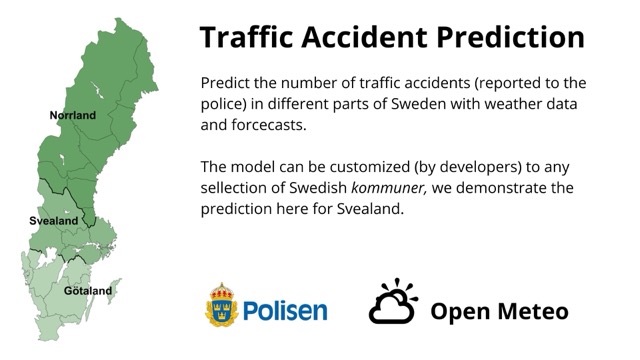 Traffic Accident Prediction
Predict the number of traffic accidents (reported to the
police) in different parts of Sweden with weather data
and forcecasts.
The model can be customized (by developers) to any
sellection of Swedish kommuner, we demonstrate the
prediction here for Svealand.
Norrland
Svealand
Götaland
Polisen
Open Meteo